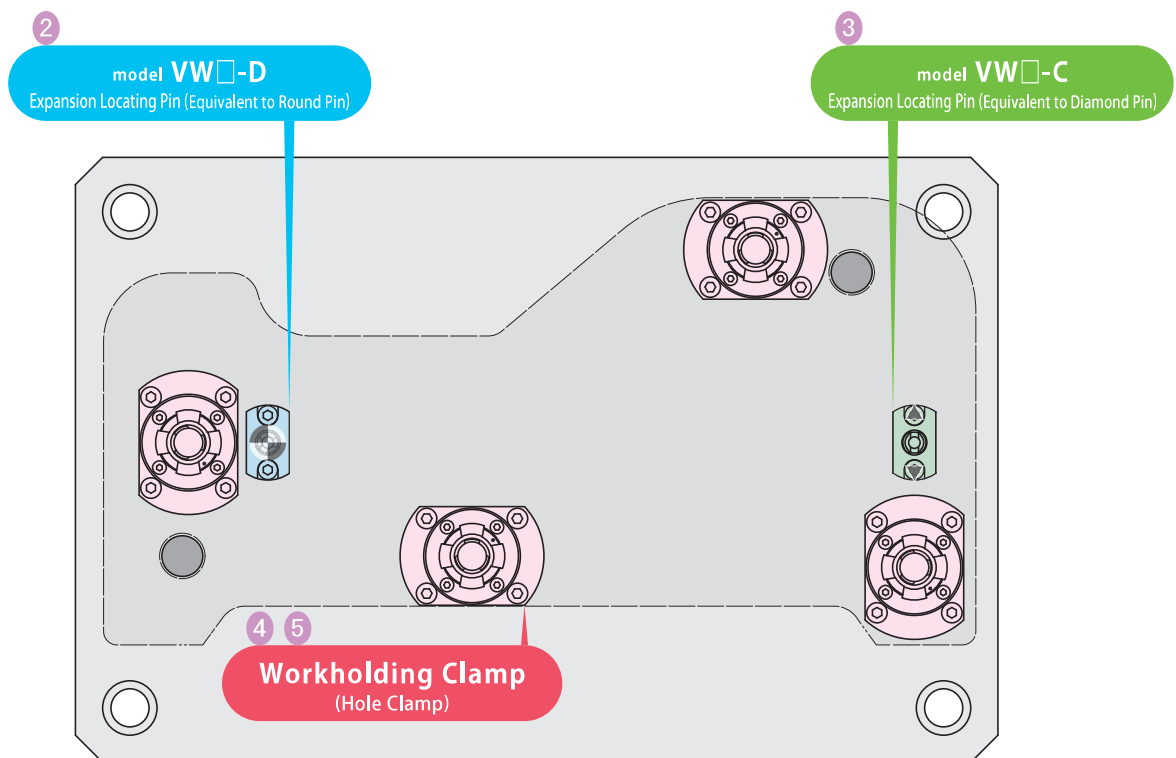 2
model VW□-D
Expansion Locating Pin (Equivalent to Round Pin)
3
model VW□-C
Expansion Locating Pin (Equivalent to Diamond Pin)
4 5
Workholding Clamp
(Hole Clamp)